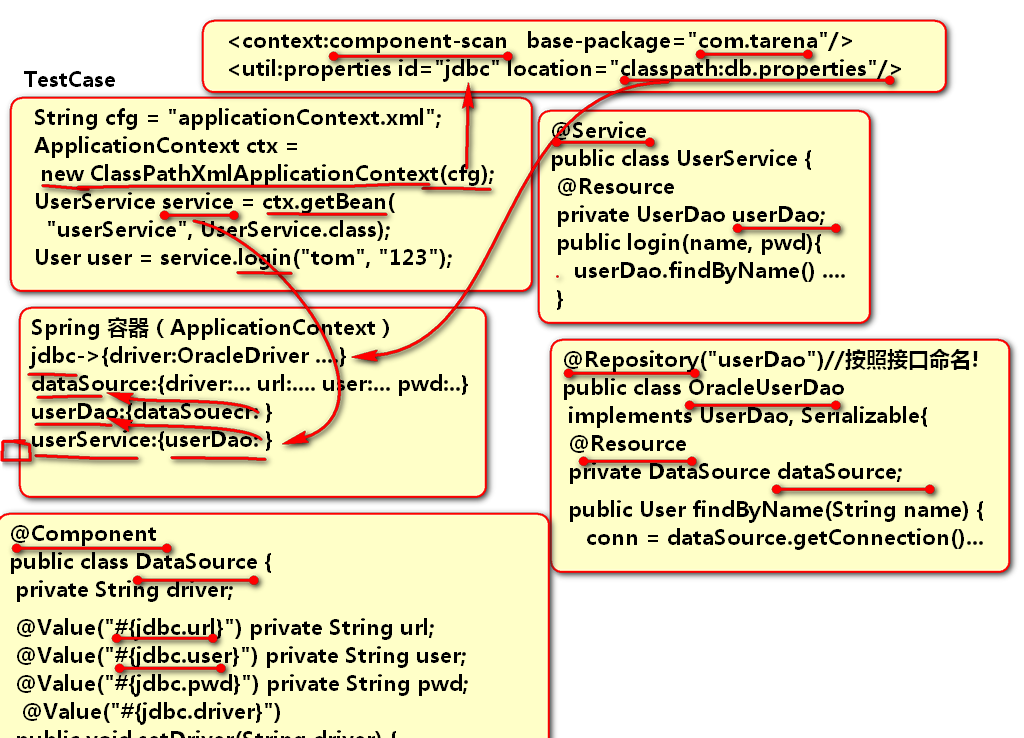 <context:component-scan base-package="com.tarena"/>
<util:properties id="jdbc" location="classpath:db.properties"/>
TestCase
String cfg = "applicationContext.xml";
ApplicationContext ctx =
new ClassPathXmlApplicationContext(cfg);
UserService service = ctx.getBean(
"userService", UserService.class);
User user = service.login("tom", "123");
@Service
public class UserService {
@Resource
private UserDao userDao;
public login(name, pwd){
. userDao.findByName() ....
}
Spring 容器 ( ApplicationContext )
jdbc->{driver:OracleDriver ....}
dataSource:{driver:... url:.... user:... pwd:..}
userDao:{dataSouecr: }
userService:{userDao: }
@Repository("userDao")//按照接口命名!
public class OracleUserDao
implements UserDao, Serializable{
@Resource
private DataSource dataSource;
public User findByName(String name) {
conn = dataSource.getConnection()...
@Component
public class DataSource {
private String driver;
@Value("#{jdbc.url}") private String url;
@Value("#{jdbc.user}") private String user;
@Value("#{jdbc.pwd}") private String pwd;
@Value("#{jdbc.driver}")
public void setDriver(String driver) {